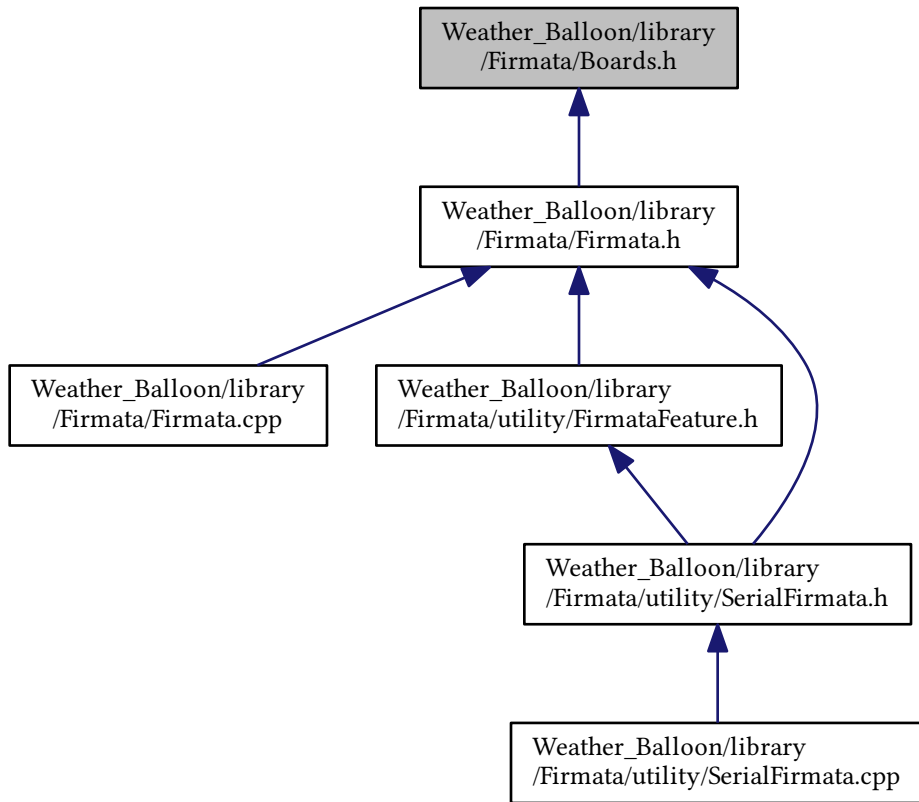 Weather_Balloon/library
/Firmata/Boards.h
Weather_Balloon/library
/Firmata/Firmata.h
Weather_Balloon/library
/Firmata/Firmata.cpp
Weather_Balloon/library
/Firmata/utility/FirmataFeature.h
Weather_Balloon/library
/Firmata/utility/SerialFirmata.h
Weather_Balloon/library
/Firmata/utility/SerialFirmata.cpp